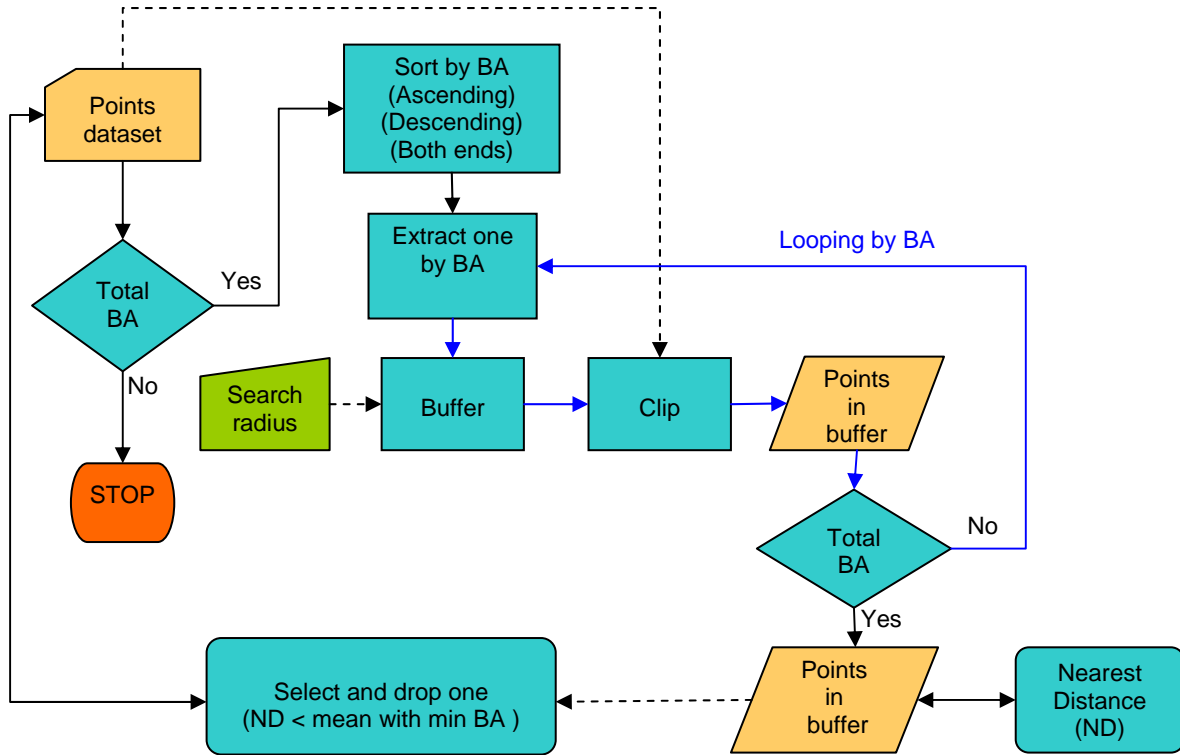 Points
dataset
Sort by BA
(Ascending)
(Descending)
(Both ends)
Extract one
by BA
Looping by BA
Total
BA
Yes
No
STOP
Search
radius
Buffer
Clip
Points
in
buffer
Total
BA
No
Yes
Select and drop one
(ND < mean with min BA )
Points
in
buffer
Nearest
Distance
(ND)